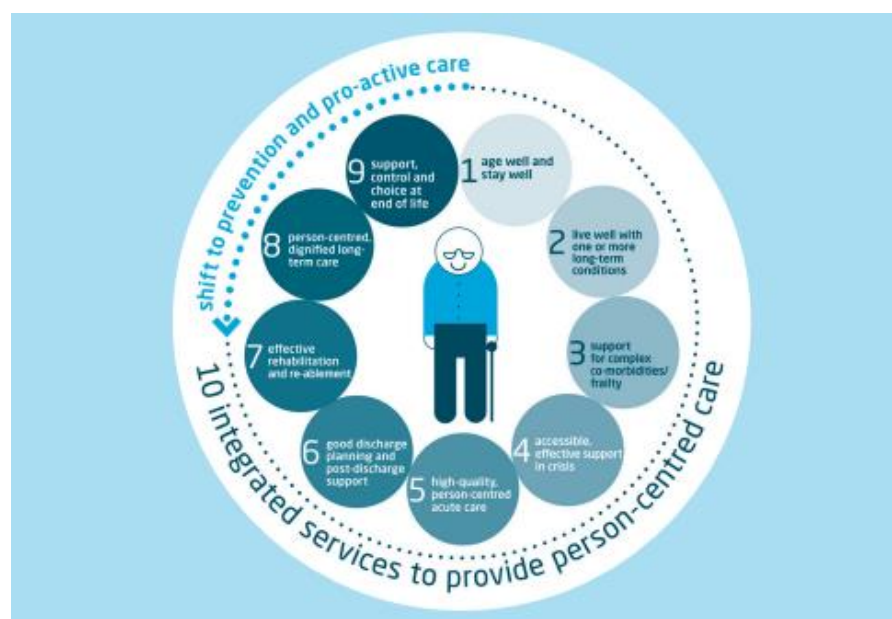 shift to prevention and pro-active care
1 age well and
stay well
2 live well with
one or more
long-term
conditions
3 support
for complex
co-morbidities/
frailty
4 accessible,
effective support
in crisis
5 high-quality,
person-centred
acute care
6 good discharge
planning and
post-discharge
support
7 effective
rehabilitation
and re-ablement
8 person-centred,
dignified long-
term care
9 support,
control and
choice at
end of life
10 integrated services to provide person-centred care